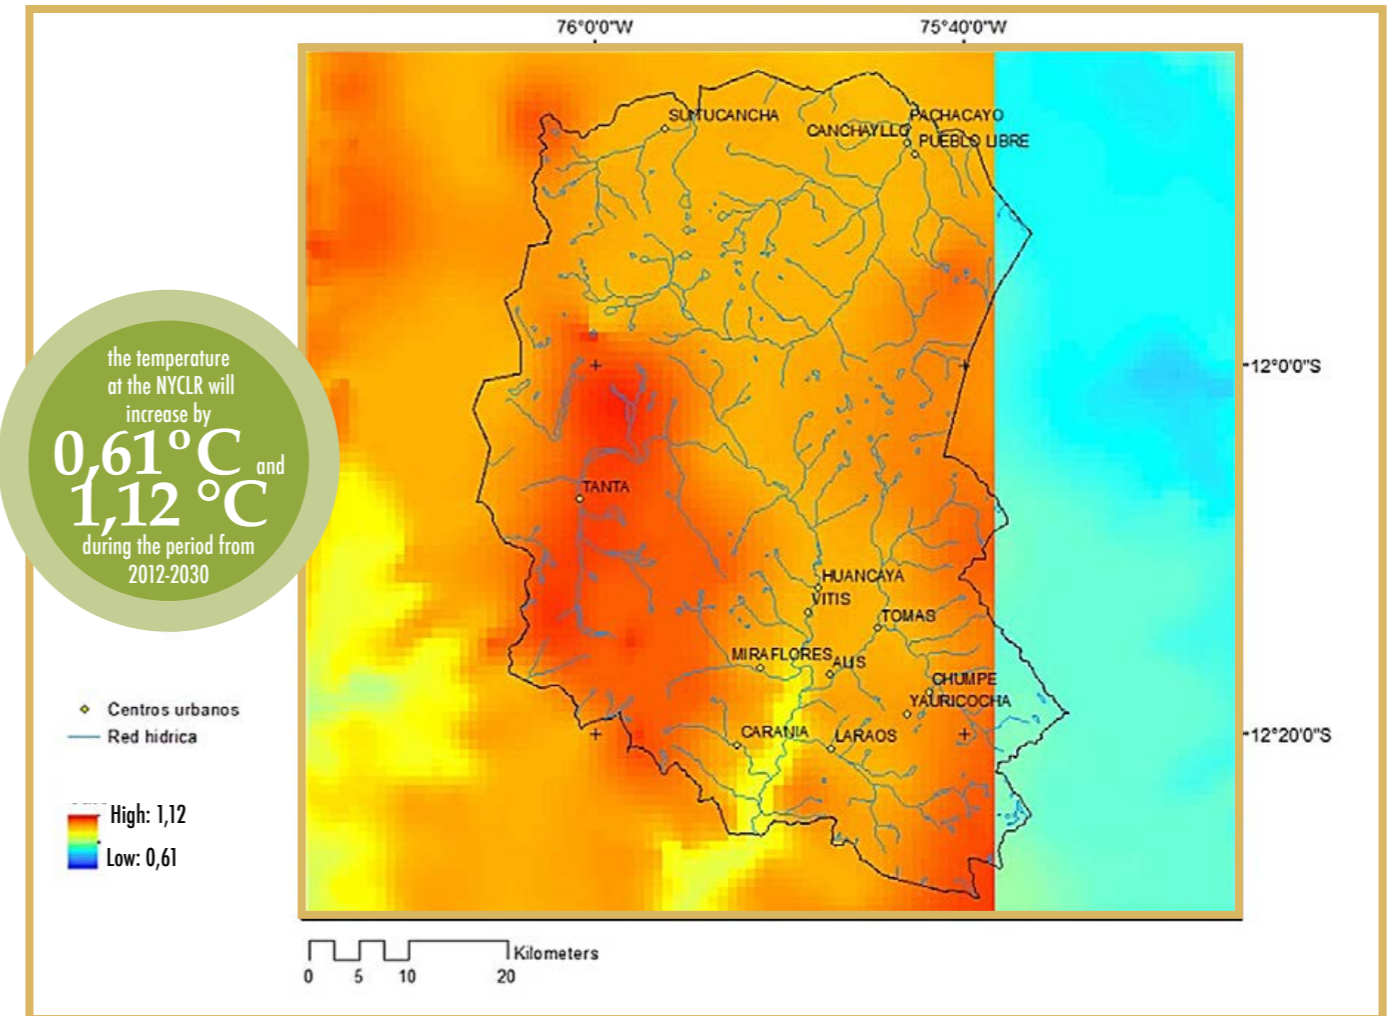 76°0'0"W
75°40'0"W
SUITUCANCHA
PACHACAYO
CANCHAYLLO
PUEBLO LIBRE
12°0'0"S
the temperature
at the NYCLR will
increase by
0,61°C and
1,12 °C
during the period from
2012-2030
TANTA
HUANCAYA
VITIS
TOMAS
MIRAFLORES
ALIS
CHUMPE
YAURICOCHA
CARANIA
LARAOS
12°20'0"S
Centros urbanos
Red hidrica
High: 1,12
Low: 0,61
Kilometers
0 5 10 20